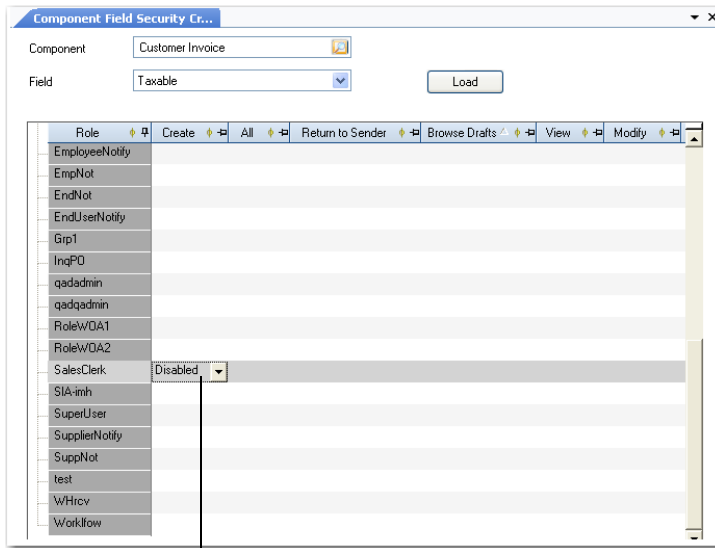 Component Field Security Cr...
Component Customer Invoice
Field Taxable Load
Role Create All Return to Sender Browse Drafts View Modify
EmployeeNotify
EmpNot
EndNot
EndUserNotify
Grp1
InqPO
qadadmin
qadqadmin
RoleWOA1
RoleWOA2
SalesClerk Disabled
SIA-imh
SuperUser
SupplierNotify
SuppNot
test
WHrcv
Worklfow